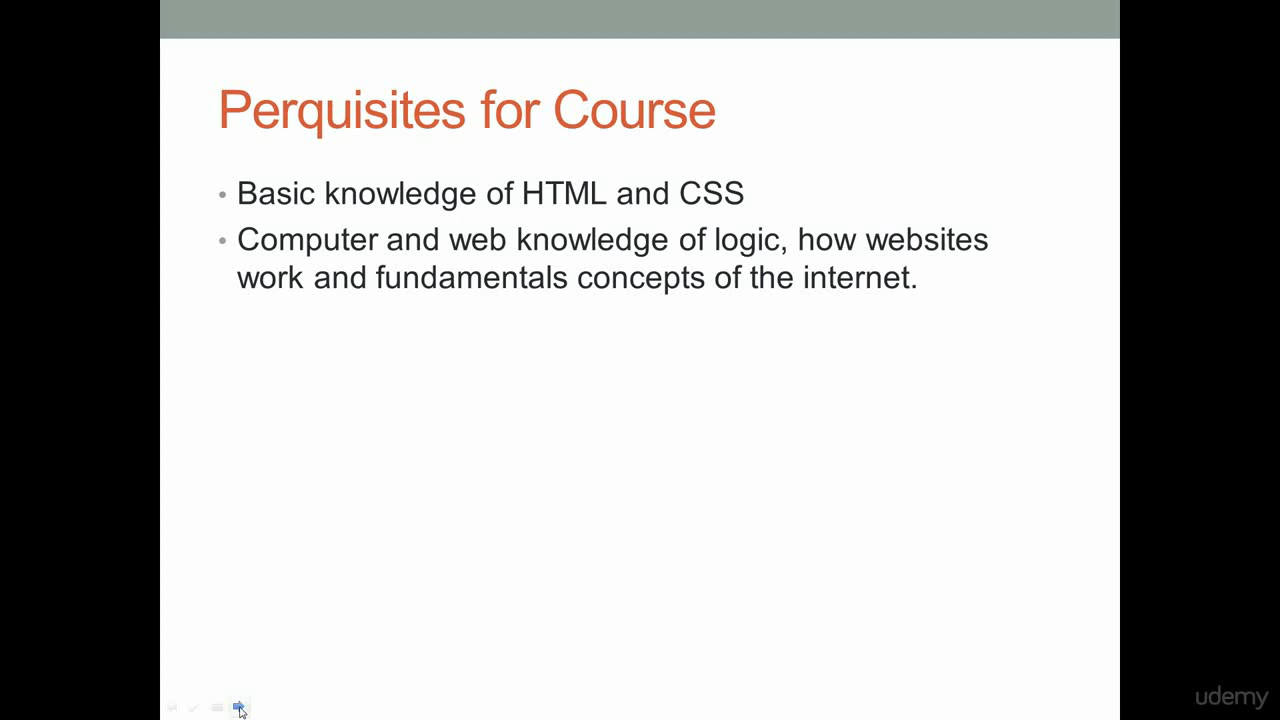 Perquisites for Course
• Basic knowledge of HTML and CSS
• Computer and web knowledge of logic, how websites
work and fundamentals concepts of the internet.
udemy